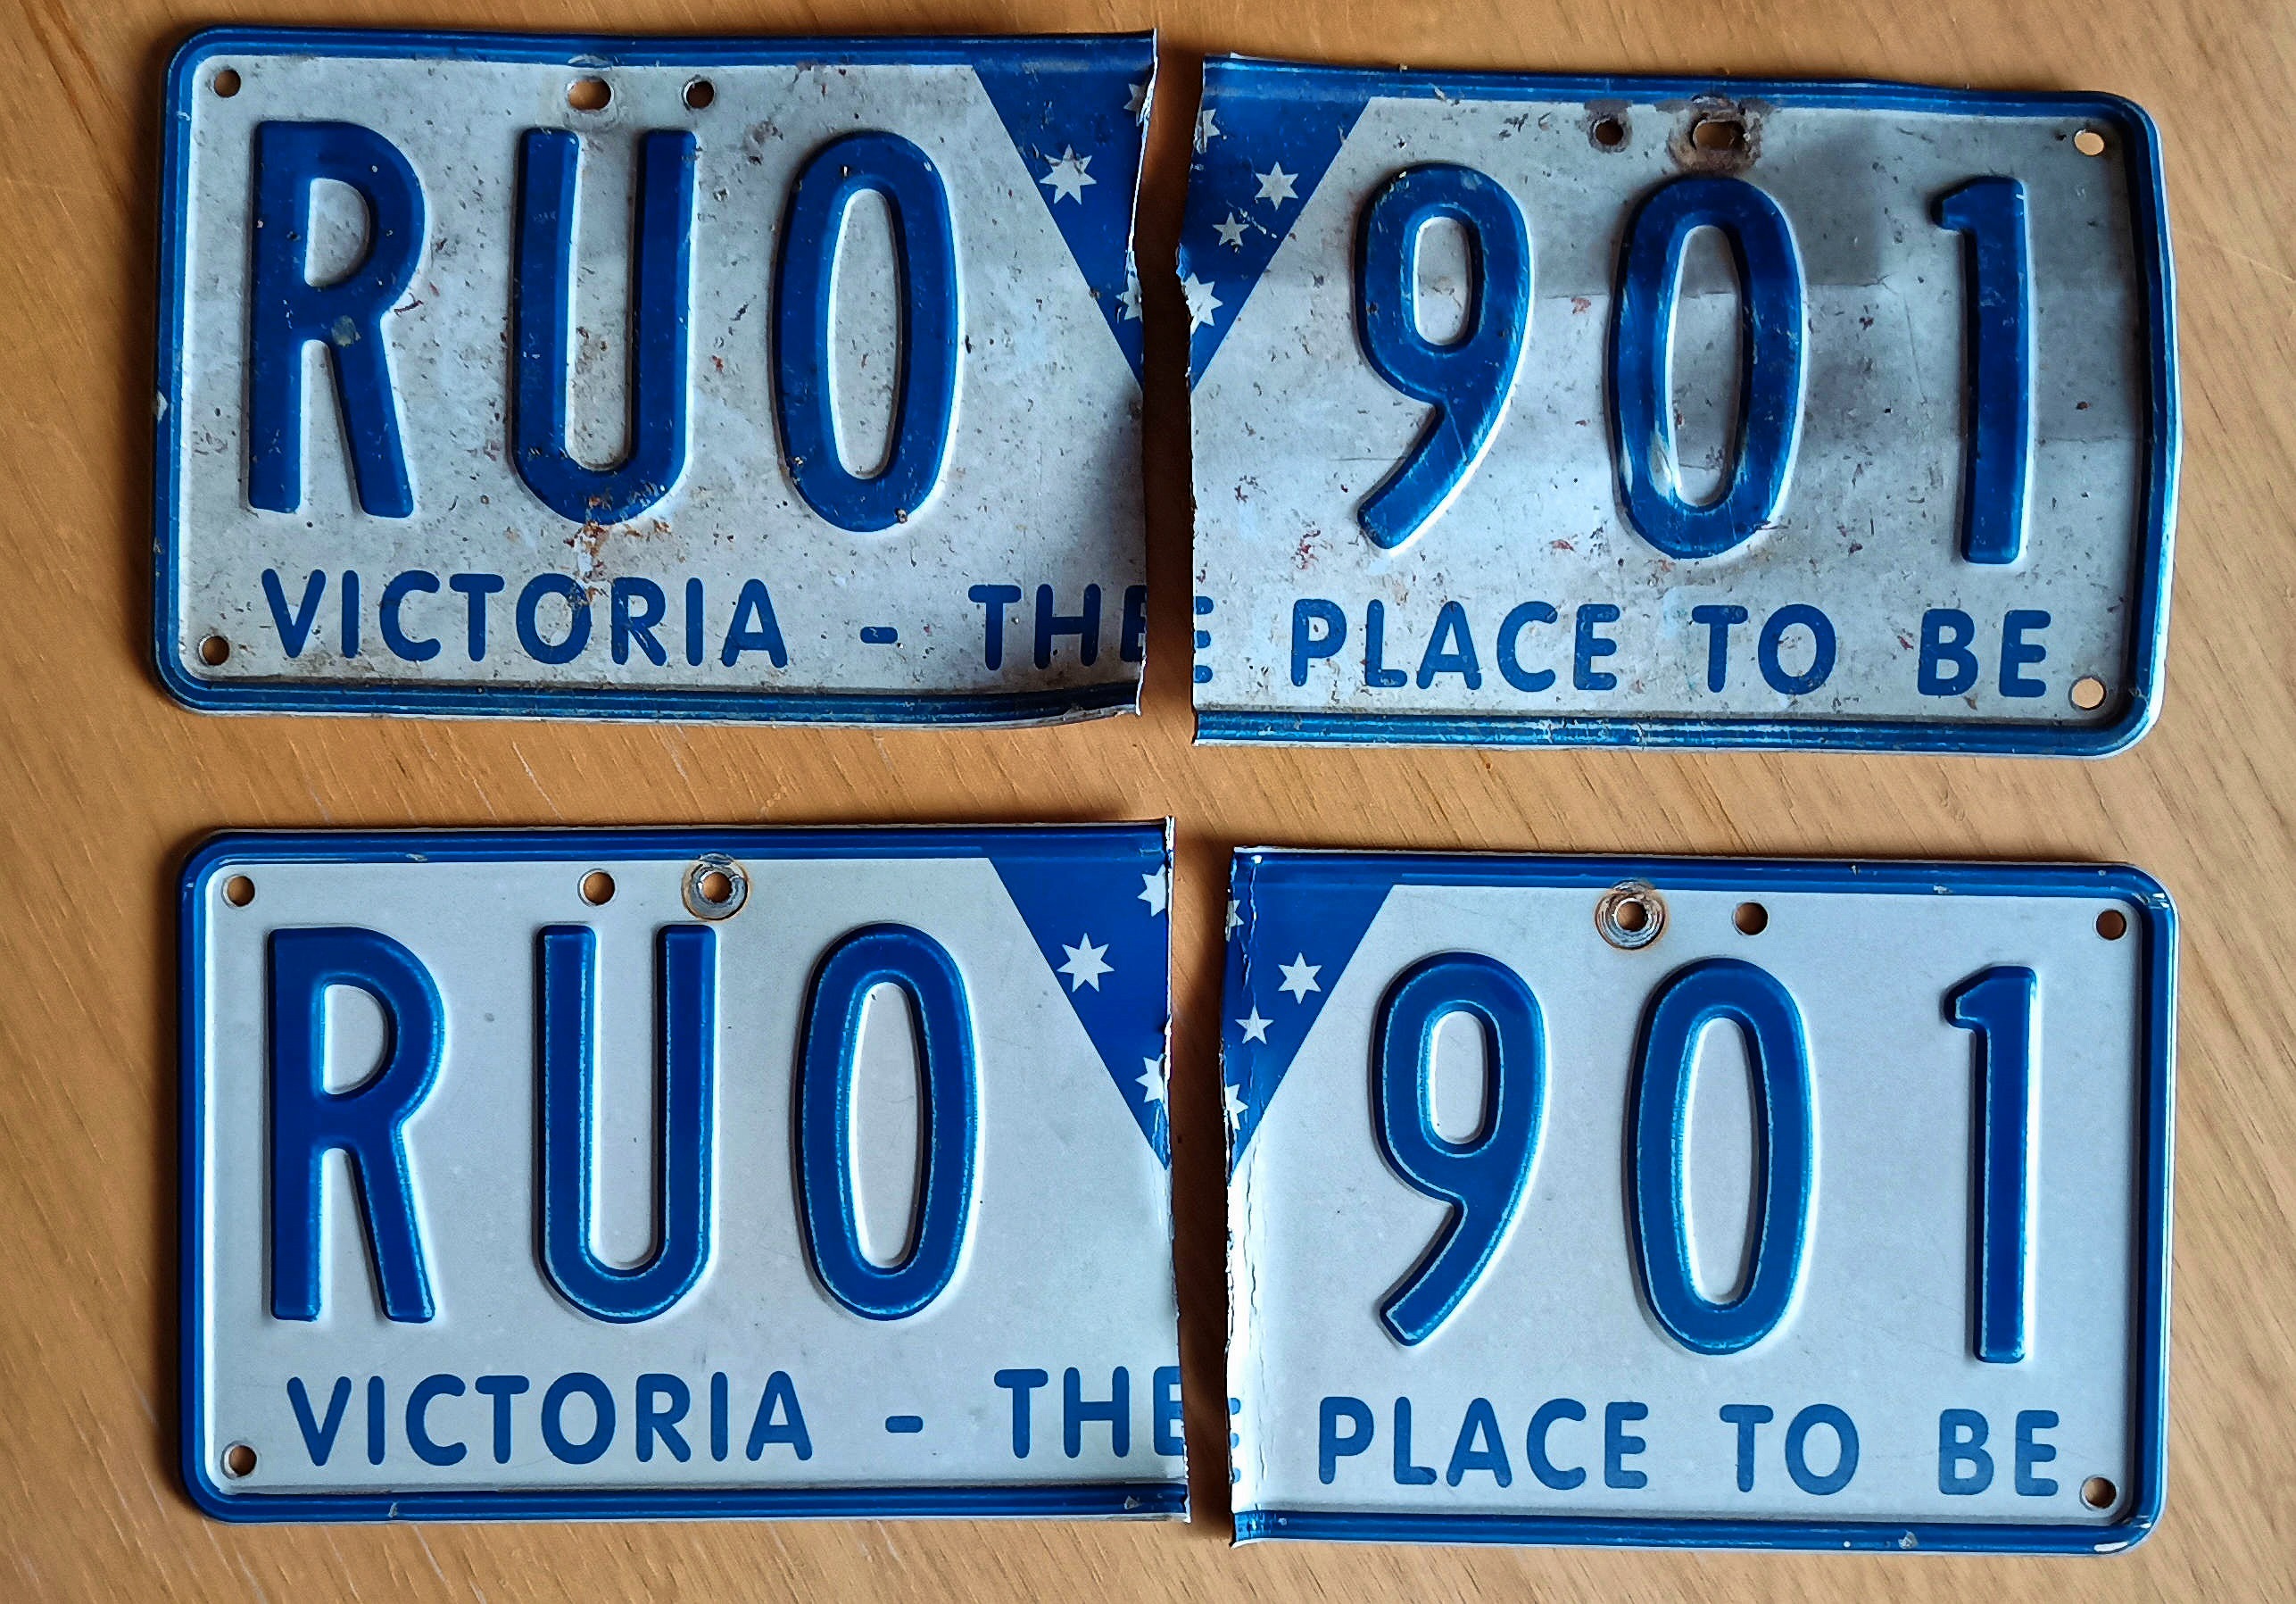 RUO 901
VICTORIA - THE PLACE TO BE
RUO 901
VICTORIA - THE PLACE TO BE